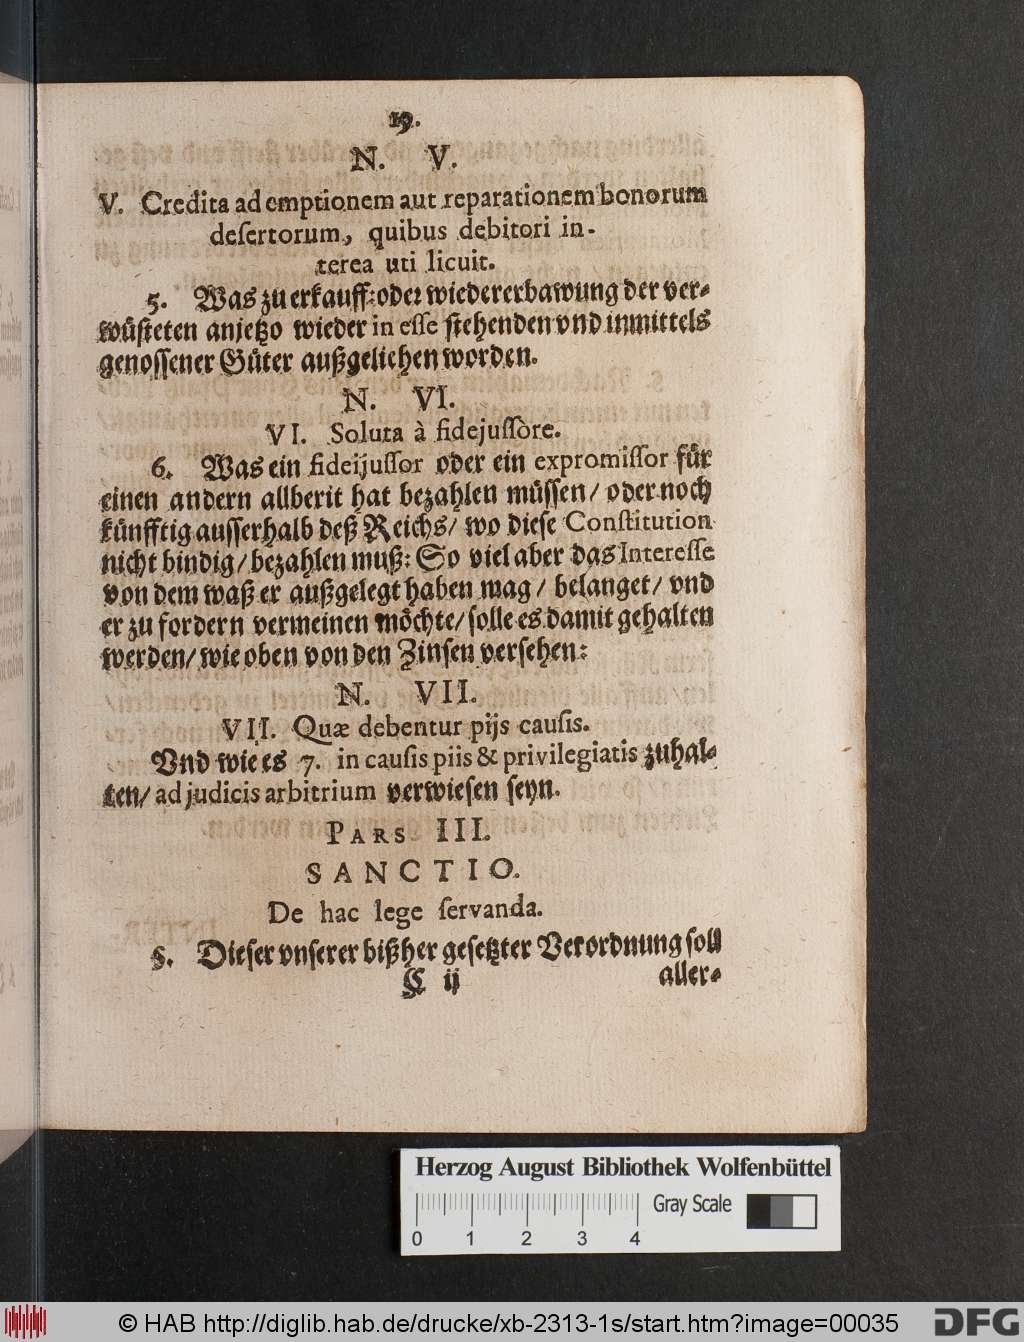 19.
N. V.
V. Credita ad emptionem aut reparationem bonorum
desertorum, quibus debitori in-
terea uti licuit.
5. Was zu erkauff: oder wiedererbawung der ver-
wüsteten anjetzo wieder in esse stehenden vnd inmittels
genossener Güter außgeliehen worden.
N. VI.
VI. Soluta à fidejussòre.
6. Was ein fideijussor oder ein expromissor für
einen andern allberit hat bezahlen müssen/ oder noch
künfftig ausserhalb deß Reichs/ wo diese Constitution
nicht bindig/ bezahlen muß: So viel aber das Interesse
von dem waß er außgelegt haben mag/ belanget/ vnd
er zu fordern vermeinen möchte/ solle es damit gehalten
werden/ wie oben von den Zinsen versehen:
N. VII.
VII. Quæ debentur pijs causis.
Vnd wie es 7. in causis piis & privilegiatis zuhal-
ten/ ad judicis arbitrium verwiesen seyn.
PARS III.
SANCTIO.
De hac lege servanda.
§. Dieser vnserer bißher gesetzter Verordnung soll
C ij aller-
Herzog August Bibliothek Wolfenbüttel
Gray Scale
0 1 2 3 4
© HAB http://diglib.hab.de/drucke/xb-2313-1s/start.htm?image=00035
DFG